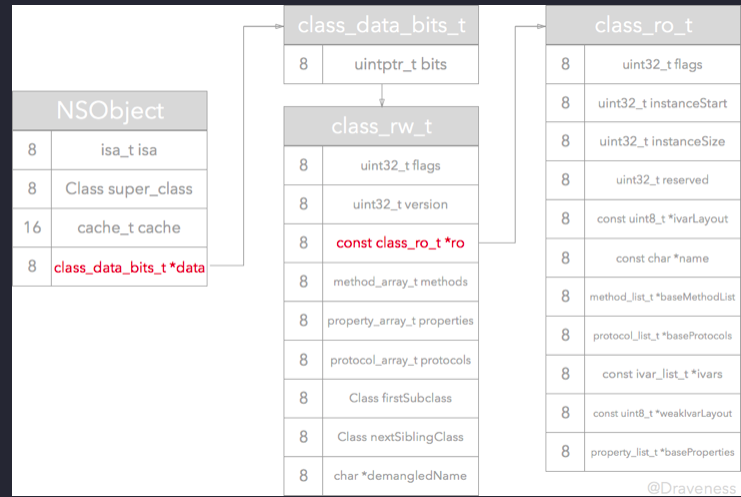 NSObject
8 isa_t isa
8 Class super_class
16 cache_t cache
8 class_data_bits_t *data
class_data_bits_t
8 uintptr_t bits
class_rw_t
8 uint32_t flags
8 uint32_t version
8 const class_ro_t *ro
8 method_array_t methods
8 property_array_t properties
8 protocol_array_t protocols
8 Class firstSubclass
8 Class nextSiblingClass
8 char *demangledName
class_ro_t
8 uint32_t flags
8 uint32_t instanceStart
8 uint32_t instanceSize
8 uint32_t reserved
8 const uint8_t *ivarLayout
8 const char *name
8 method_list_t *baseMethodList
8 protocol_list_t *baseProtocols
8 const ivar_list_t *ivars
8 const uint8_t *weakIvarLayout
8 property_list_t *baseProperties
@Draveness